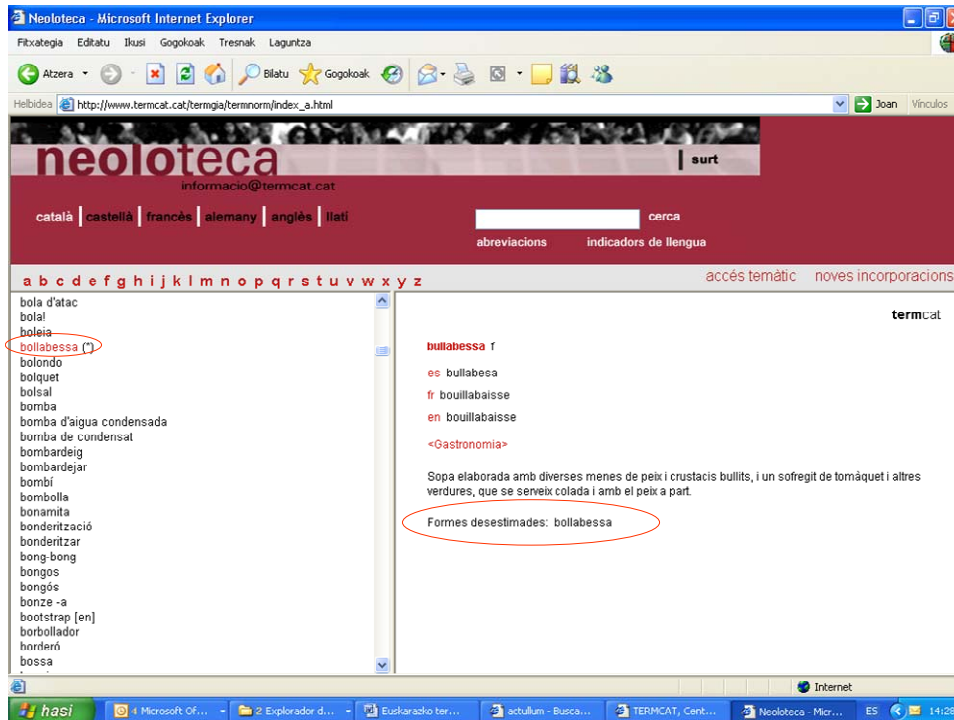 Neoloteca - Microsoft Internet Explorer
Fitxategia Editatu Ikusi Gogokoak Tresnak Laguntza
Atzera Bilatu Gogokoak
Helbidea http://www.termcat.cat/termgia/termnorm/index_a.html Joan Vínculos
neoloteca
surt
informacio@termcat.cat
català castellà francès alemany anglès llatí cerca
abreviacions indicadors de llengua
a b c d e f g h i j k l m n o p q r s t u v w x y z
accés temàtic noves incorporacions
bola d'atac
bola!
boleia
bollabessa (*)
bolondo
bolquet
bolsal
bomba
bomba d'aigua condensada
bomba de condensat
bombardeig
bombardejar
bombí
bombolla
bonamita
bonderització
bonderitzar
bong-bong
bongos
bongós
bonze -a
bootstrap [en]
borbollador
borderó
bossa
termcat
bullabessa f
es bullabesa
fr bouillabaisse
en bouillabaisse
<Gastronomia>
Sopa elaborada amb diverses menes de peix i crustacis bullits, i un sofregit de tomàquet i altres
verdures, que se serveix colada i amb el peix a part.
Formes desestimades: bollabessa
Internet
hasi 4 Microsoft Of... 2 Explorador d... Euskarazko ter... actullum - Busca... TERMCAT, Cent... Neoloteca - Micr... ES 14:28